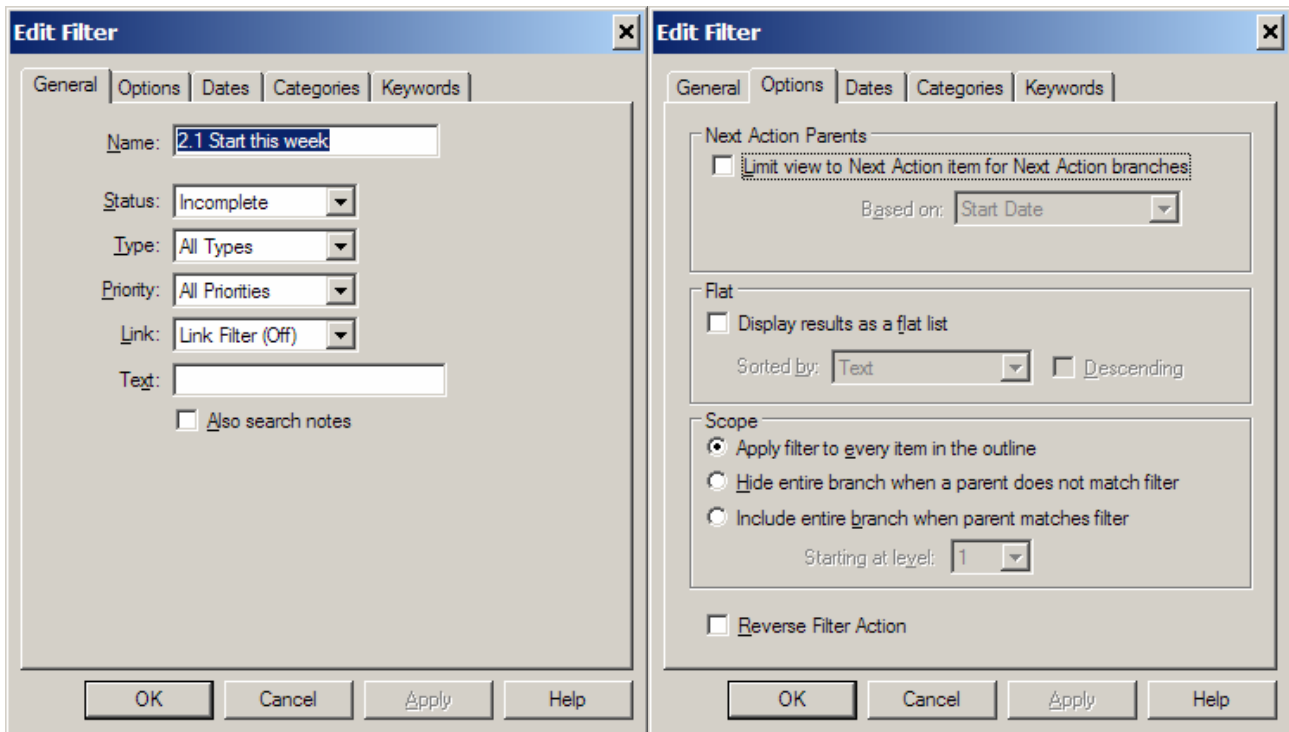 Edit Filter
General Options Dates Categories Keywords
Name: 2.1 Start this week
Status: Incomplete
Type: All Types
Priority: All Priorities
Link: Link Filter (Off)
Text:
Also search notes
OK Cancel Apply Help
Edit Filter
General Options Dates Categories Keywords
Next Action Parents
Limit view to Next Action item for Next Action branches
Based on: Start Date
Flat
Display results as a flat list
Sorted by: Text Descending
Scope
Apply filter to every item in the outline
Hide entire branch when a parent does not match filter
Include entire branch when parent matches filter
Starting at level: 1
Reverse Filter Action
OK Cancel Apply Help